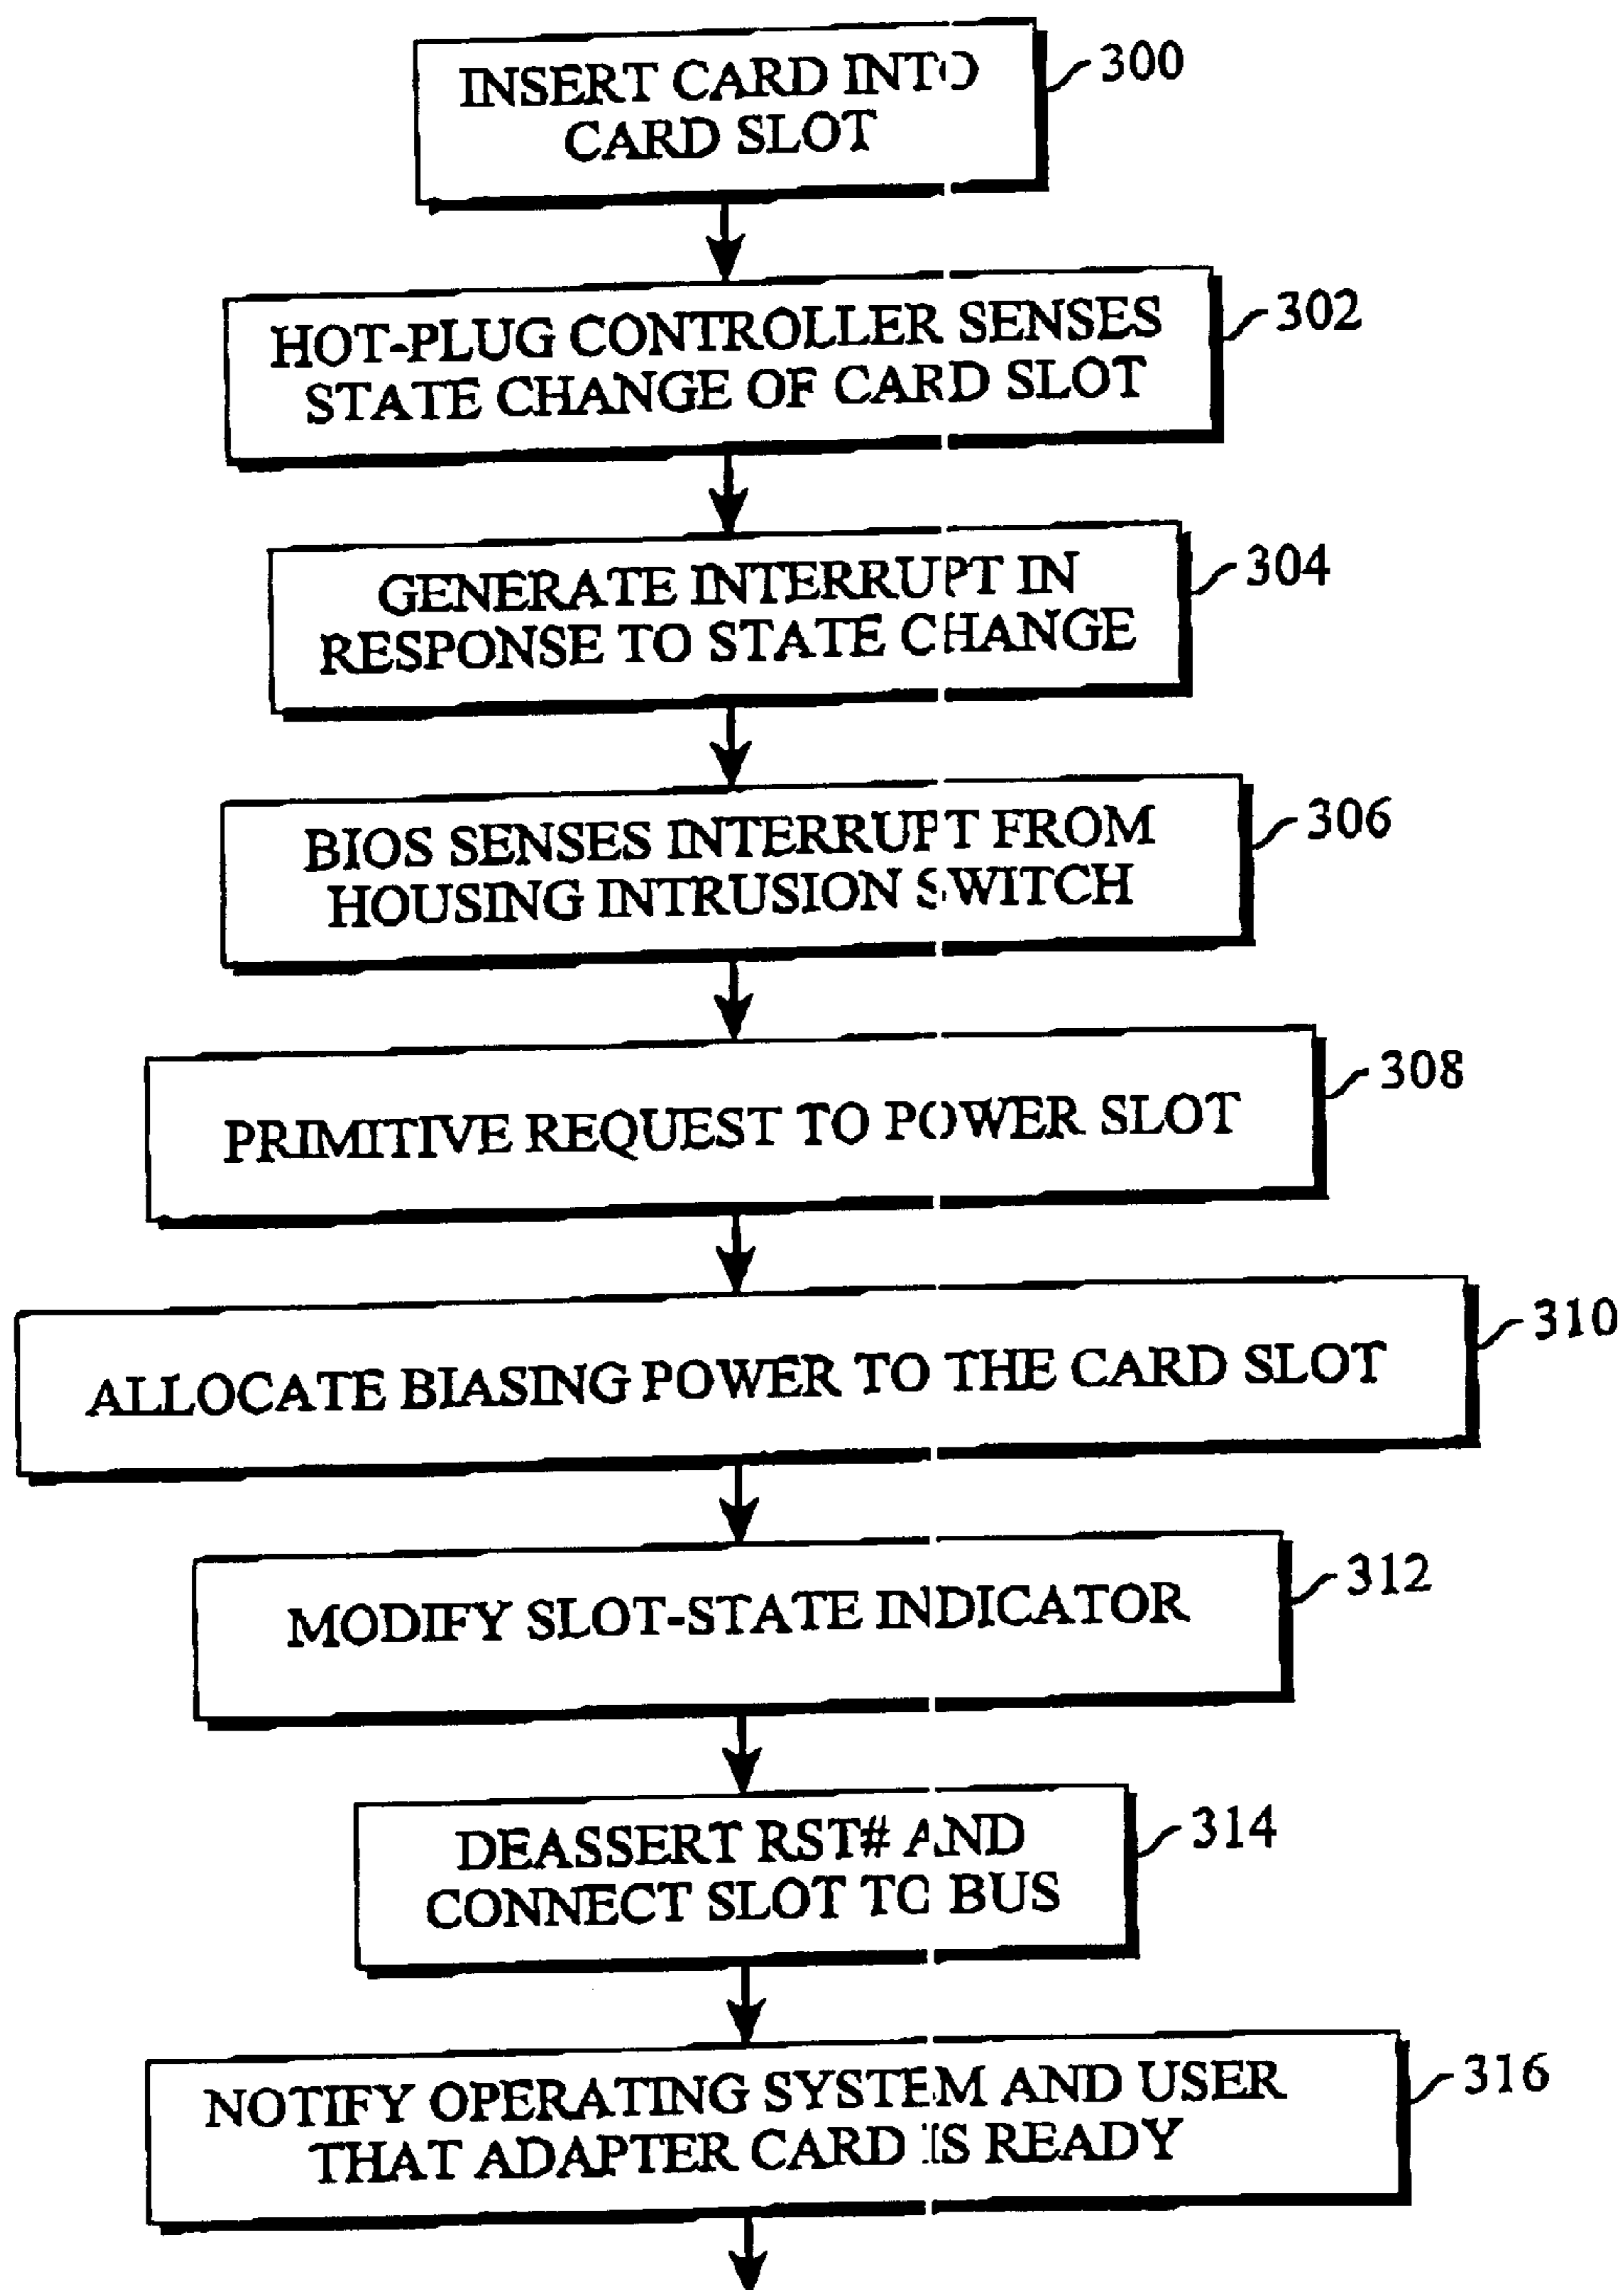 INSERT CARD INTO
CARD SLOT
300
HOT-PLUG CONTROLLER SENSES
STATE CHANGE OF CARD SLOT
302
GENERATE INTERRUPT IN
RESPONSE TO STATE CHANGE
304
BIOS SENSES INTERRUPT FROM
HOUSING INTRUSION SWITCH
306
PRIMITIVE REQUEST TO POWER SLOT
308
ALLOCATE BIASING POWER TO THE CARD SLOT
310
MODIFY SLOT-STATE INDICATOR
312
DEASSERT RST# AND
CONNECT SLOT TO BUS
314
NOTIFY OPERATING SYSTEM AND USER
THAT ADAPTER CARD IS READY
316